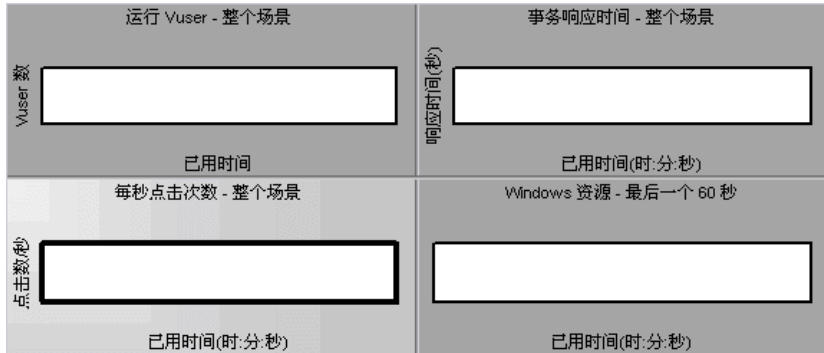 运行 Vuser - 整个场景
Vuser 数
已用时间
事务响应时间 - 整个场景
响应时间(秒)
已用时间(时:分:秒)
每秒点击次数 - 整个场景
点击数/秒
已用时间(时:分:秒)
Windows 资源 - 最后一个 60 秒
已用时间(时:分:秒)